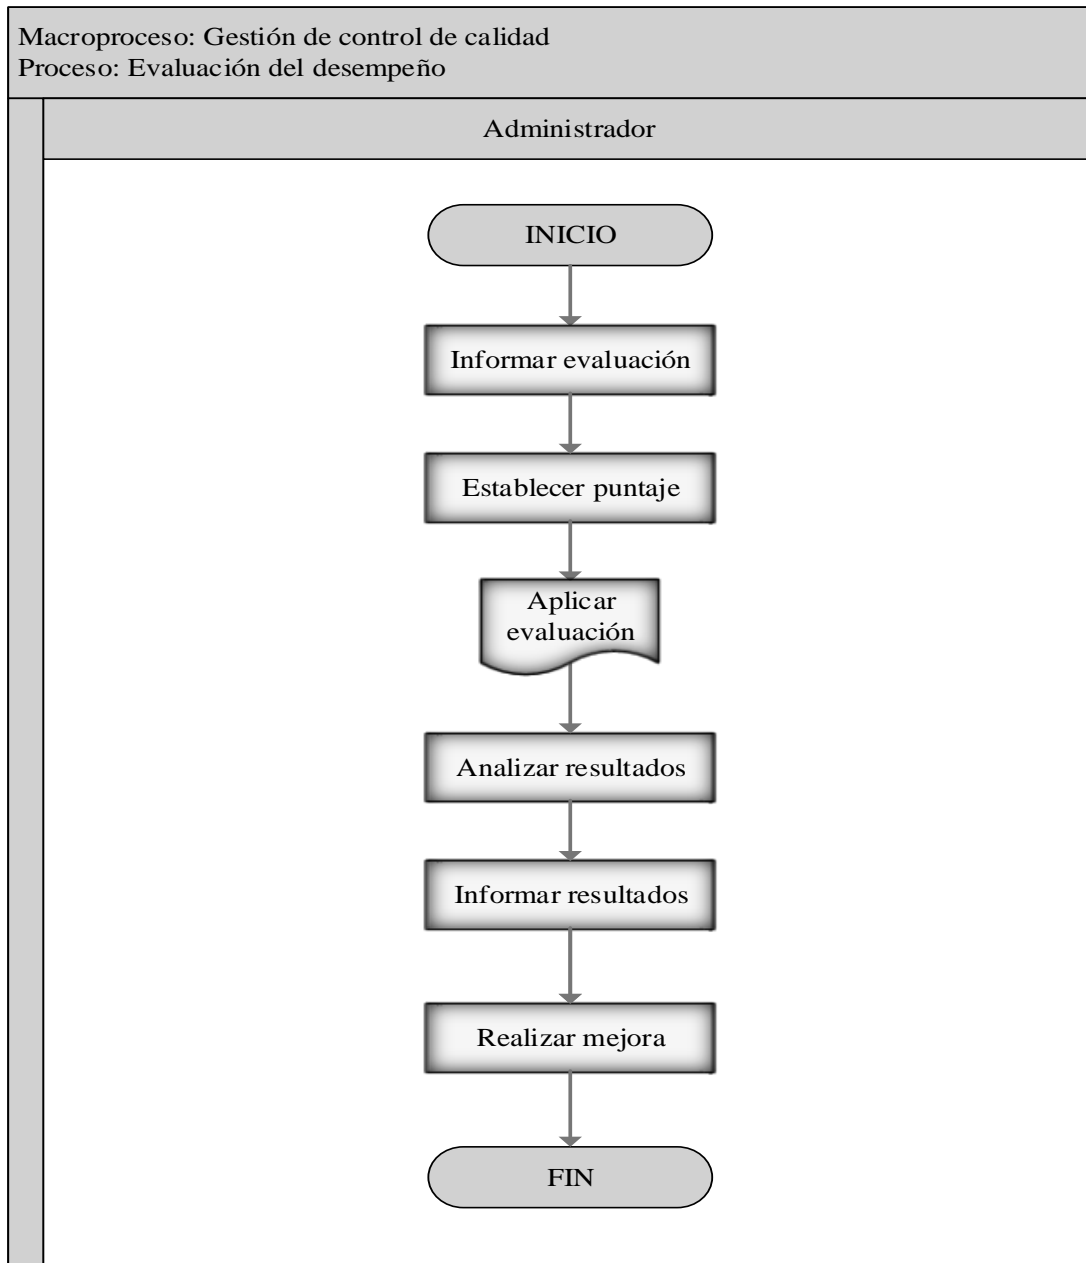 Macroproceso: Gestión de control de calidad
Proceso: Evaluación del desempeño
Administrador
INICIO
Informar evaluación
Establecer puntaje
Aplicar
evaluación
Analizar resultados
Informar resultados
Realizar mejora
FIN